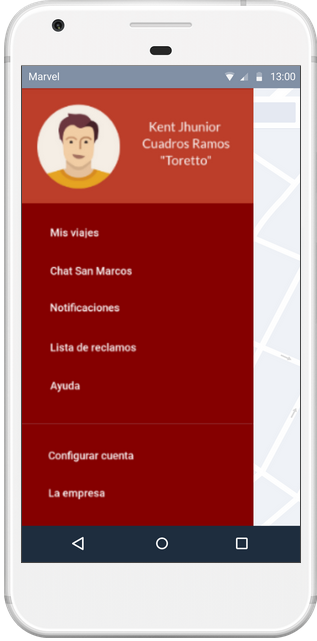 Marvel 13:00
Kent Jhunior
Cuadros Ramos
"Toretto"
Mis viajes
Chat San Marcos
Notificaciones
Lista de reclamos
Ayuda
Configurar cuenta
La empresa